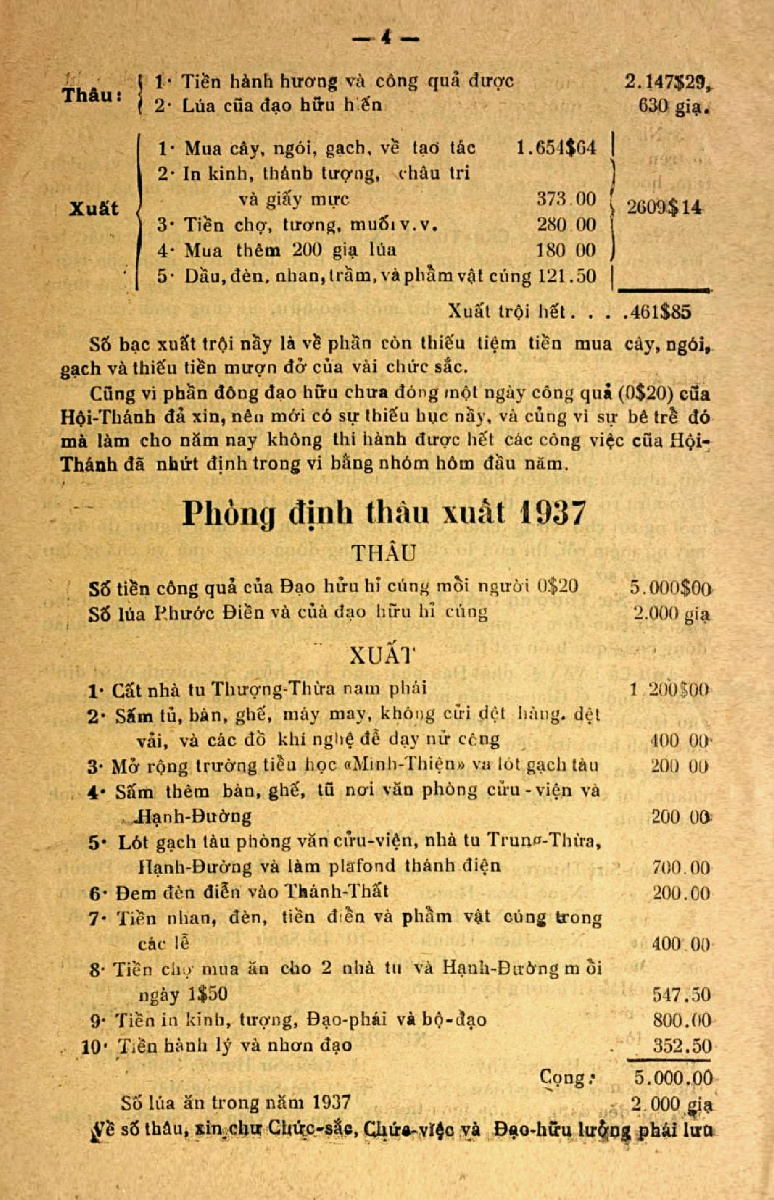 — 4 —
Thâu: 1· Tiền hành hương và công quả được 2.147$29,
2· Lúa của đạo hữu hiến 630 giạ.
Xuất
1· Mua cây, ngói, gạch, về tạo tác 1.654$64
2· In kinh, thánh tượng, châu tri
và giấy mực 373.00
3· Tiền chợ, tương, muối v.v. 280 00
2609$14
4· Mua thêm 200 giạ lúa 180 00
5· Dầu, đèn, nhan, trầm, và phẩm vật cúng 121.50
Xuất trội hết. . . .461$85
Số bạc xuất trội nầy là về phần còn thiếu tiệm tiền mua cây, ngói,
gạch và thiếu tiền mượn đở của vài chức sắc.
Cũng vì phần đông đạo hữu chưa đóng một ngày công quả (0$20) của
Hội-Thánh đả xin, nên mới có sự thiếu hục nầy, và củng vì sự bê trể đó
mà làm cho năm nay không thi hành được hết các công việc của Hội-
Thánh đã nhứt định trong vi bằng nhóm hôm đầu năm.
Phỏng định thâu xuất 1937
THÂU
Số tiền công quả của Đạo hửu hỉ cúng mỗi người 0$20 5.000$00
Số lúa Phước Điền và củả đạo hữu hỉ cúng 2.000 giạ
XUẤT
1· Cất nhà tu Thượng-Thừa nam phái 1 200$00
2· Sấm tủ, bàn, ghế, máy may, không cửi dệt hàng. dệt
vải, và các đồ khí nghệ để dạy nử công 400 00
3· Mở rộng trường tiểu học «Minh-Thiện» và lót gạch tàu 200 00
4· Sấm thêm bàn, ghế, tũ nơi văn phòng cửu-viện và
Hạnh-Đường 200 00
5· Lót gạch tàu phòng văn cửu-viện, nhà tu Trung-Thừa,
Hạnh-Đường và làm plafond thánh điện 700.00
6· Đem đèn điển vào Thánh-Thất 200.00
7· Tiền nhan, đèn, tiền điển và phẩm vật cúng trong
các lễ 400 00
8· Tiền chợ mua ăn cho 2 nhà tu và Hạnh-Đường mỗi
ngày 1$50 547.50
9· Tiền in kinh, tượng, Đạo-phái và bộ-đạo 800.00
10· Tiền hành lý và nhơn đạo 352.50
Cọng: 5.000.00
Số lúa ăn trong năm 1937 2.000 giạ
Về số thâu, xin chư Chức-sắc, Chức-việc và Đạo-hữu lưởng phái lưu